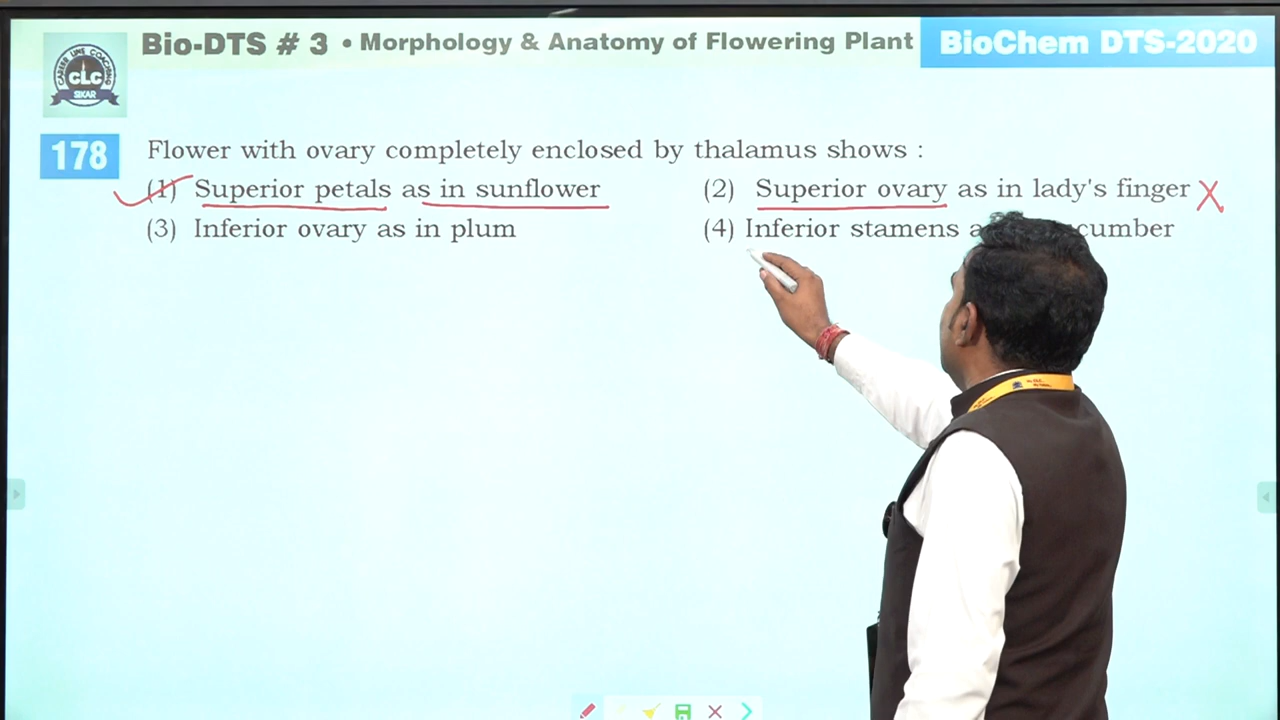 Bio-DTS # 3 • Morphology & Anatomy of Flowering Plant
BioChem DTS-2020
CLC
SIKAR
178
Flower with ovary completely enclosed by thalamus shows :
(1) Superior petals as in sunflower
(2) Superior ovary as in lady's finger X
(3) Inferior ovary as in plum
(4) Inferior stamens